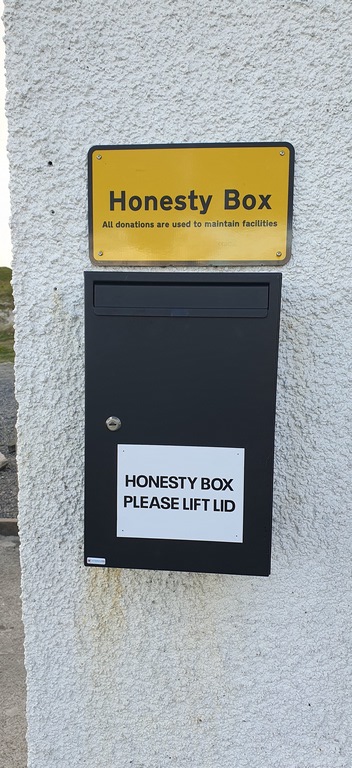 Honesty Box
All donations are used to maintain facilities
HONESTY BOX
PLEASE LIFT LID